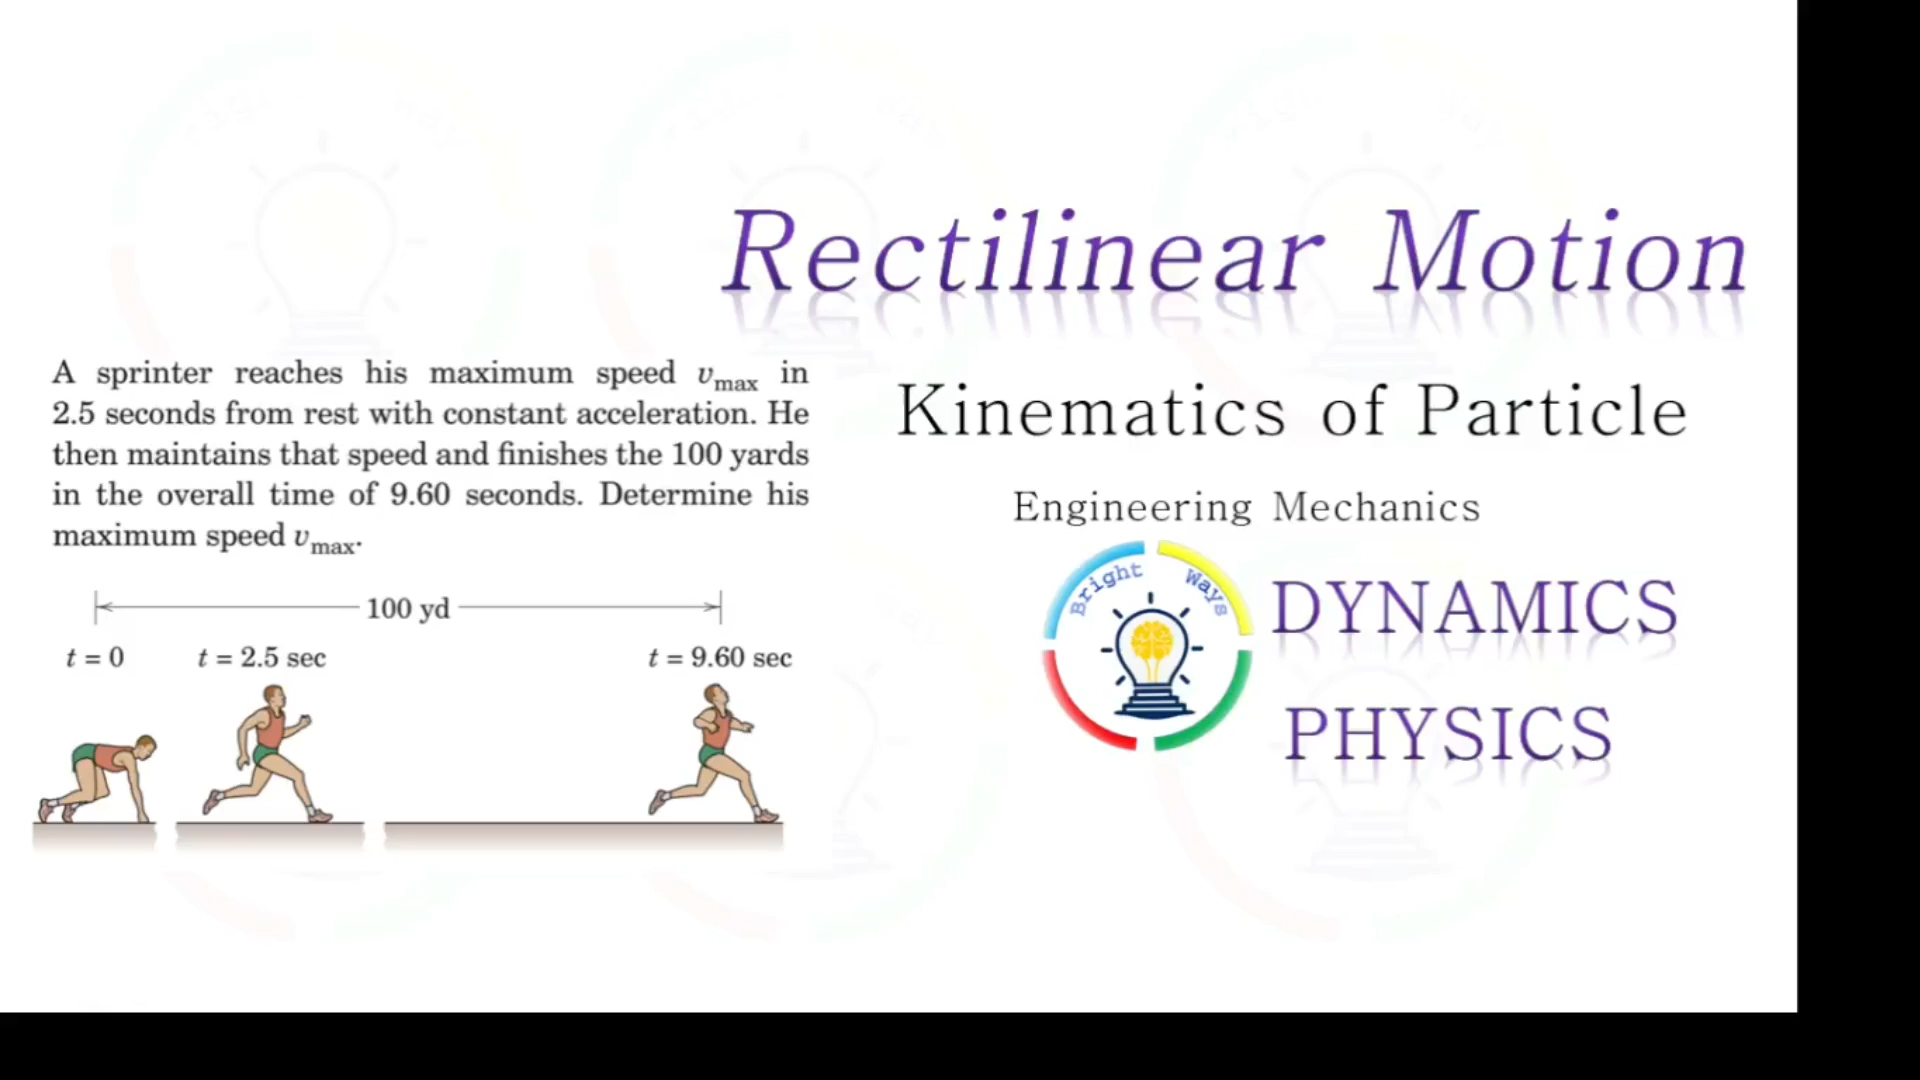 Rectilinear Motion
A sprinter reaches his maximum speed vmax in
2.5 seconds from rest with constant acceleration. He
then maintains that speed and finishes the 100 yards
in the overall time of 9.60 seconds. Determine his
maximum speed vmax.
100 yd
t = 0
t = 2.5 sec
t = 9.60 sec
Kinematics of Particle
Engineering Mechanics
Bright Ways
DYNAMICS
PHYSICS